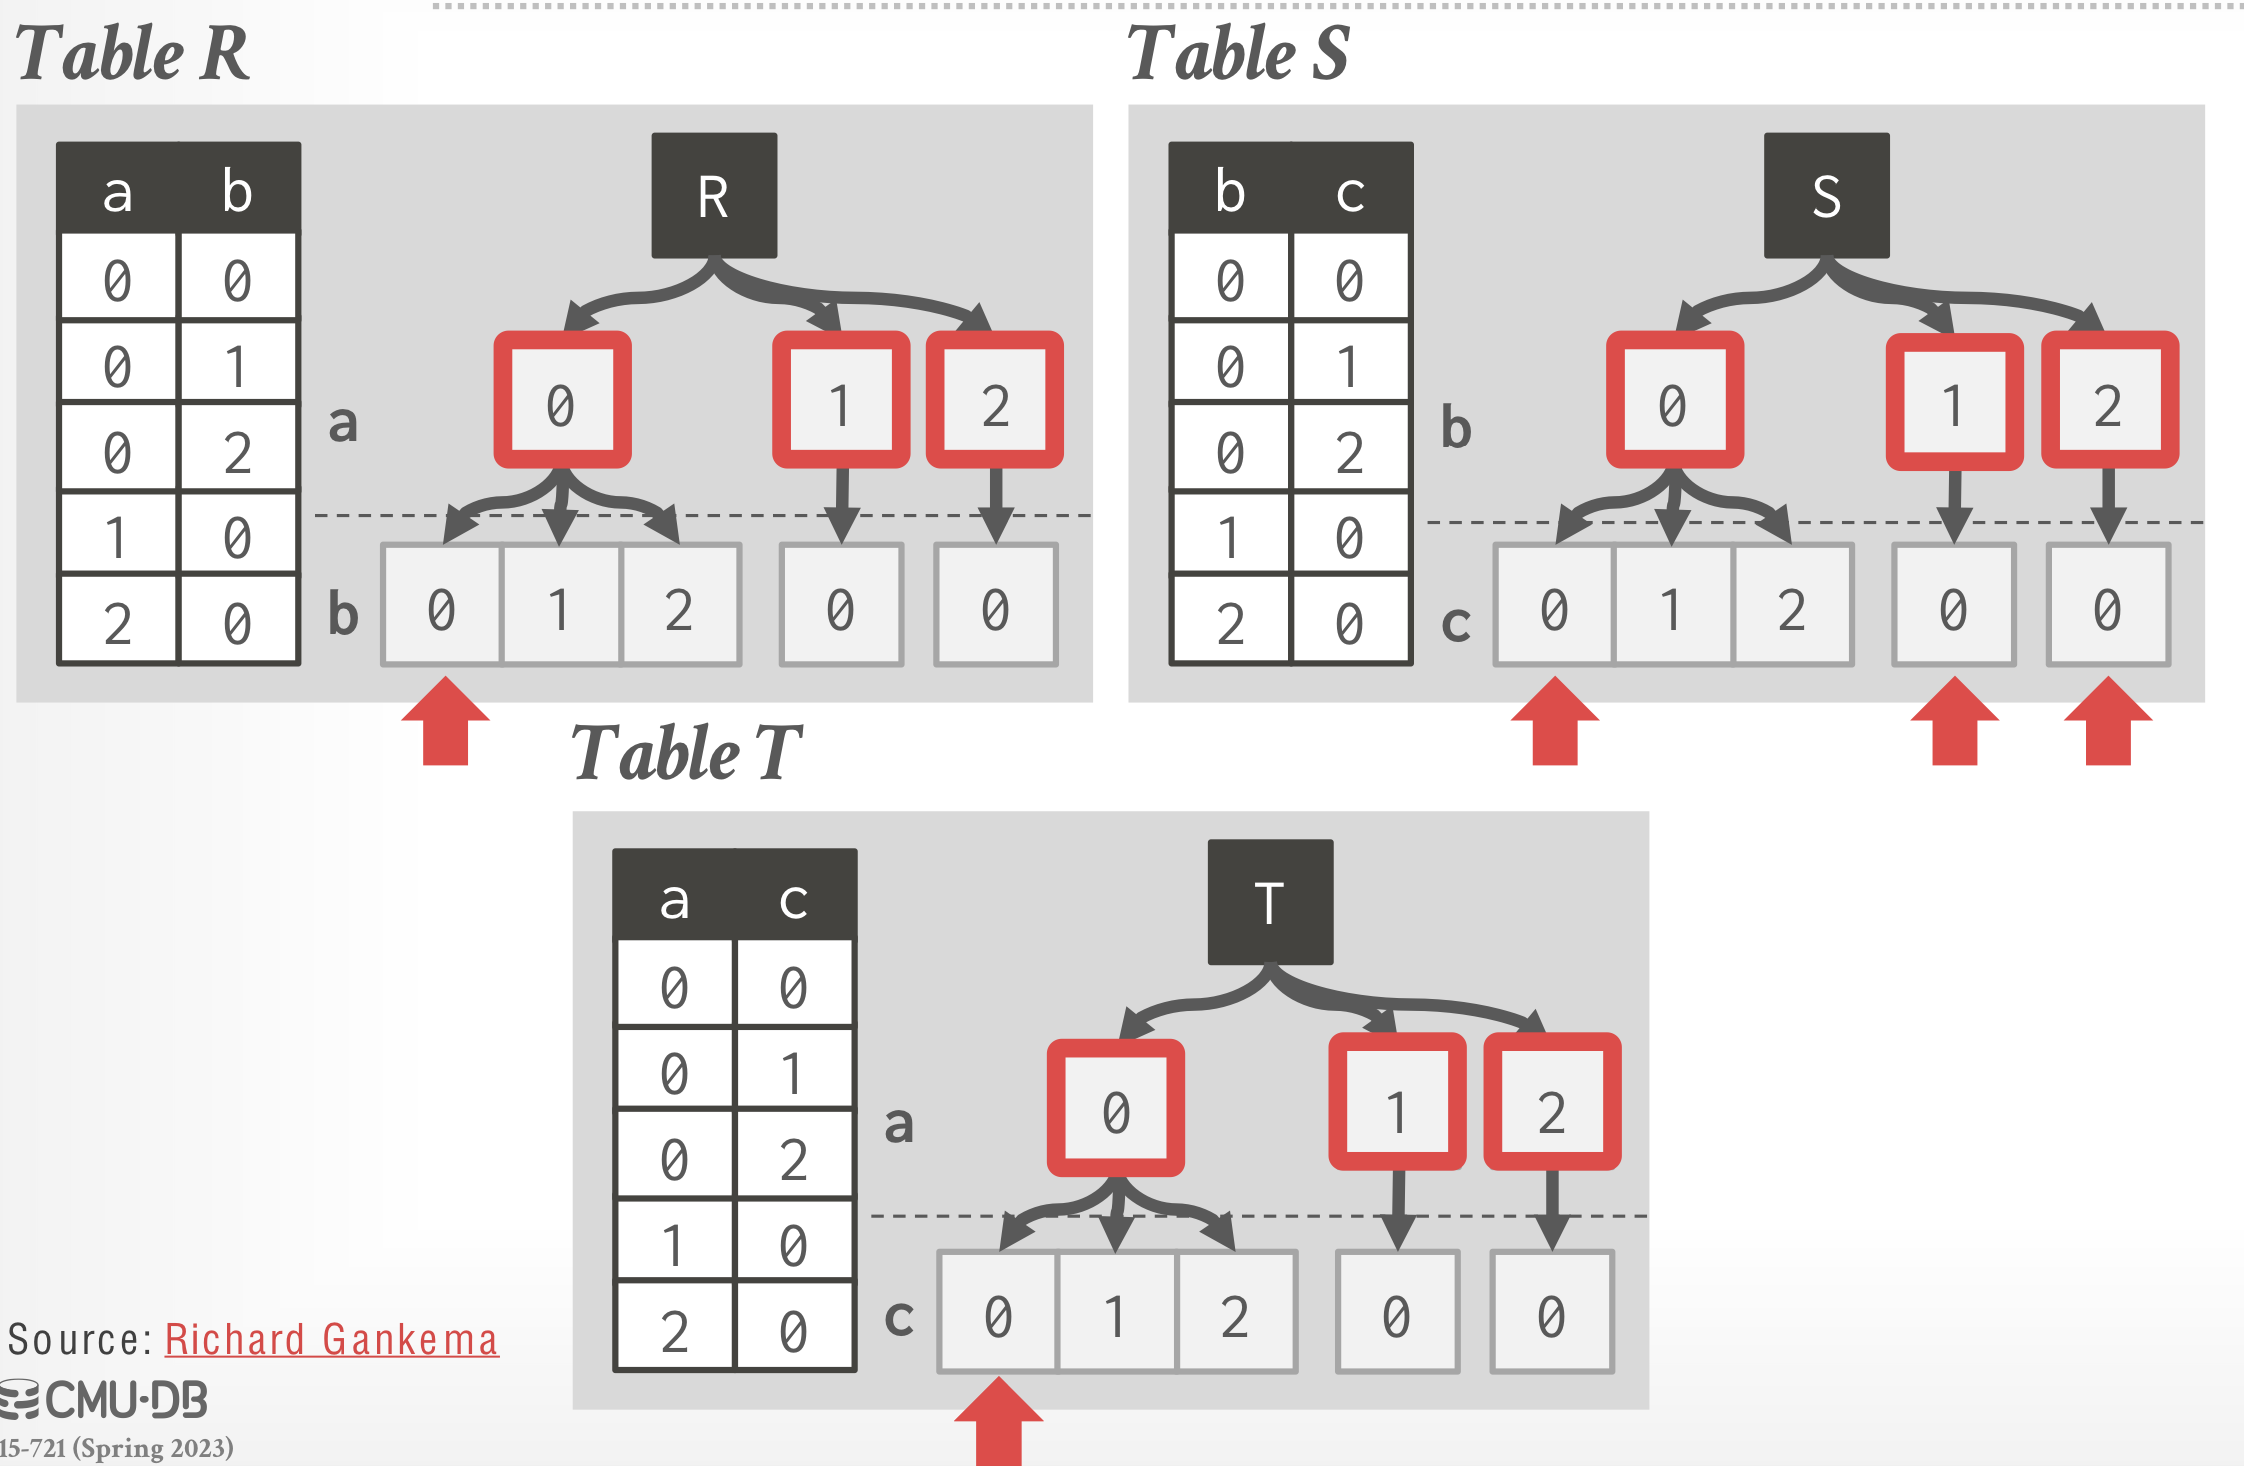 Table R
a b
0 0
0 1
0 2
1 0
2 0
R
a 0 1 2
b 0 1 2 0 0
Table S
b c
0 0
0 1
0 2
1 0
2 0
S
b 0 1 2
c 0 1 2 0 0
Table T
a c
0 0
0 1
0 2
1 0
2 0
T
a 0 1 2
c 0 1 2 0 0
Source: Richard Gankema
CMU·DB
15-721 (Spring 2023)